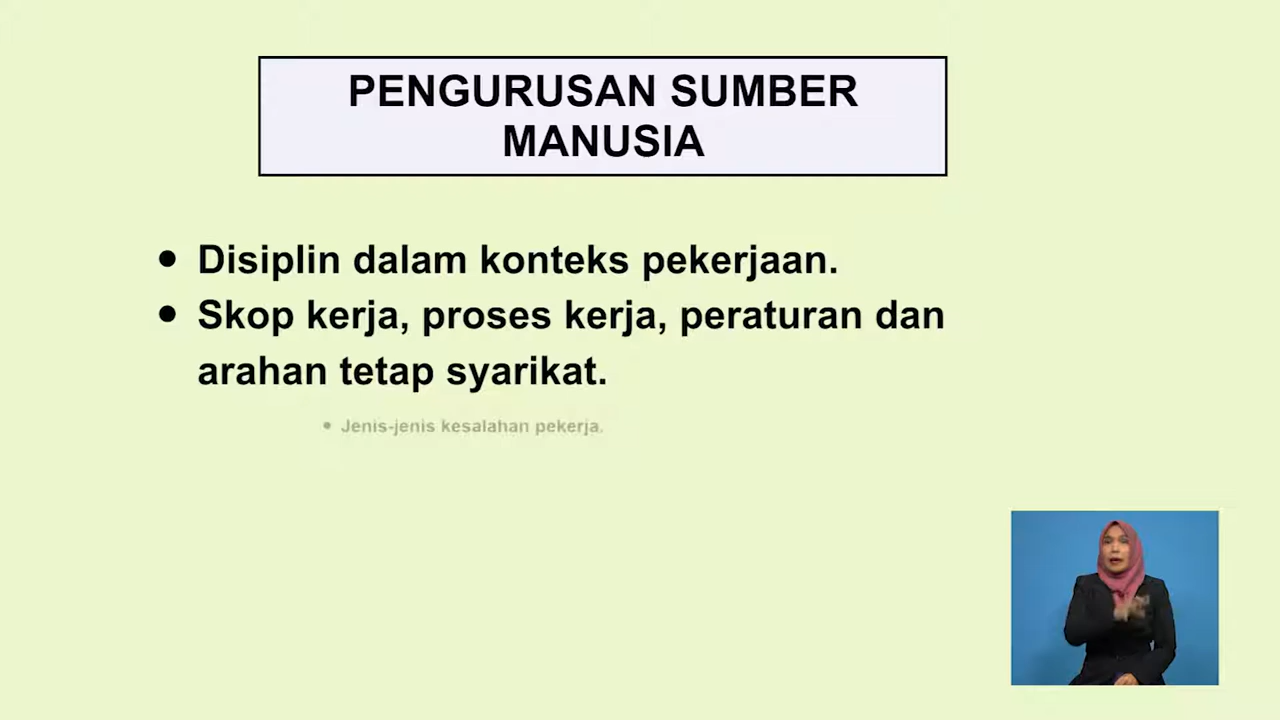 PENGURUSAN SUMBER
MANUSIA
• Disiplin dalam konteks pekerjaan.
• Skop kerja, proses kerja, peraturan dan
arahan tetap syarikat.
• Jenis-jenis kesalahan pekerja.